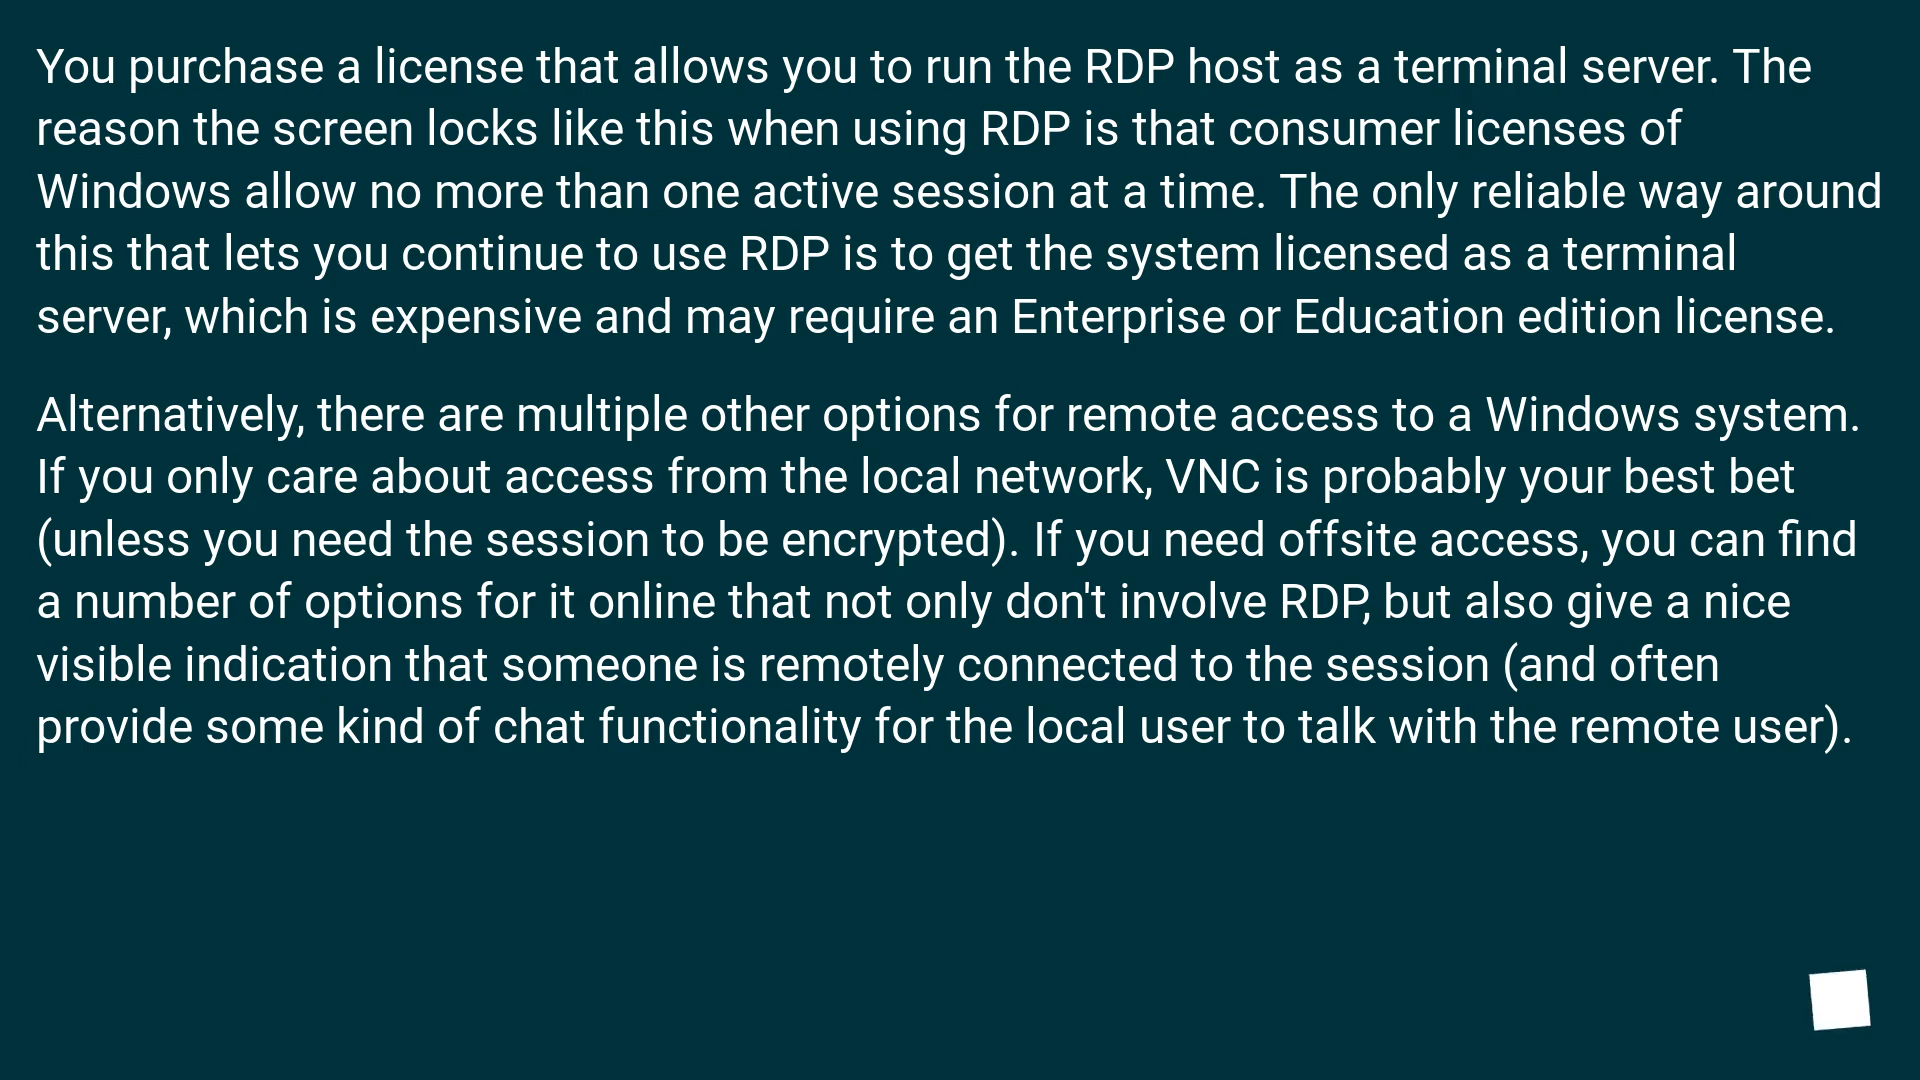 You purchase a license that allows you to run the RDP host as a terminal server. The
reason the screen locks like this when using RDP is that consumer licenses of
Windows allow no more than one active session at a time. The only reliable way around
this that lets you continue to use RDP is to get the system licensed as a terminal
server, which is expensive and may require an Enterprise or Education edition license.
Alternatively, there are multiple other options for remote access to a Windows system.
If you only care about access from the local network, VNC is probably your best bet
(unless you need the session to be encrypted). If you need offsite access, you can find
a number of options for it online that not only don't involve RDP, but also give a nice
visible indication that someone is remotely connected to the session (and often
provide some kind of chat functionality for the local user to talk with the remote user).